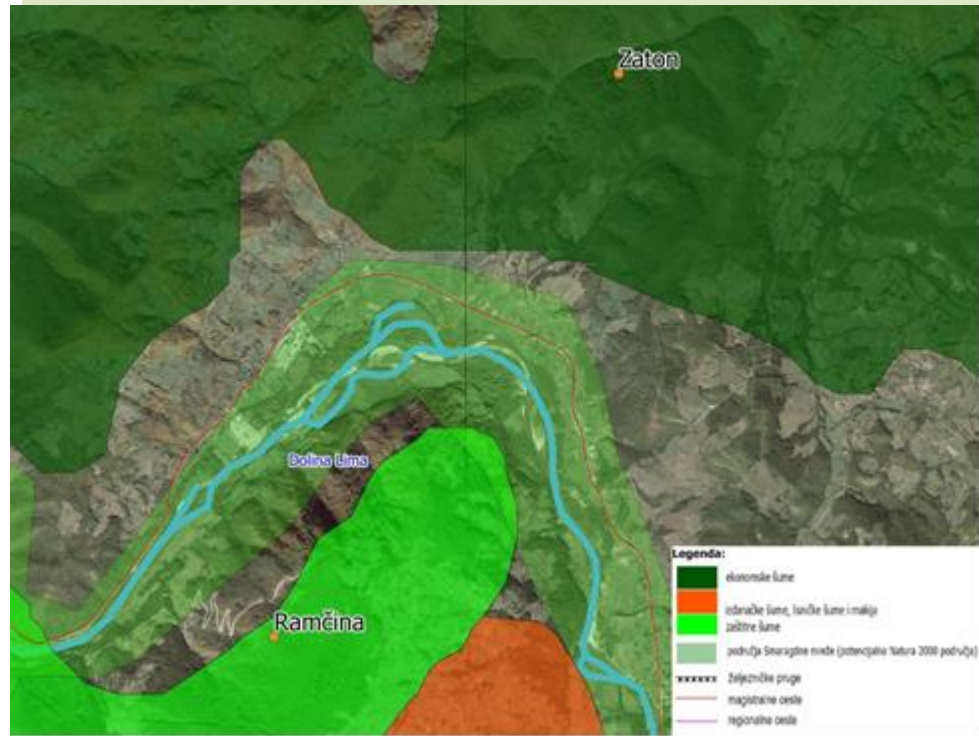 Zaton
Dolina Lima
Ramčina
Legenda:
ekonomske šume
izdanačke šume, lisničke šume i makija
zaštitne šume
područja Smaragdne mreže (potencijalna Natura 2000 područja)
željezničke pruge
magistralne ceste
regionalne ceste